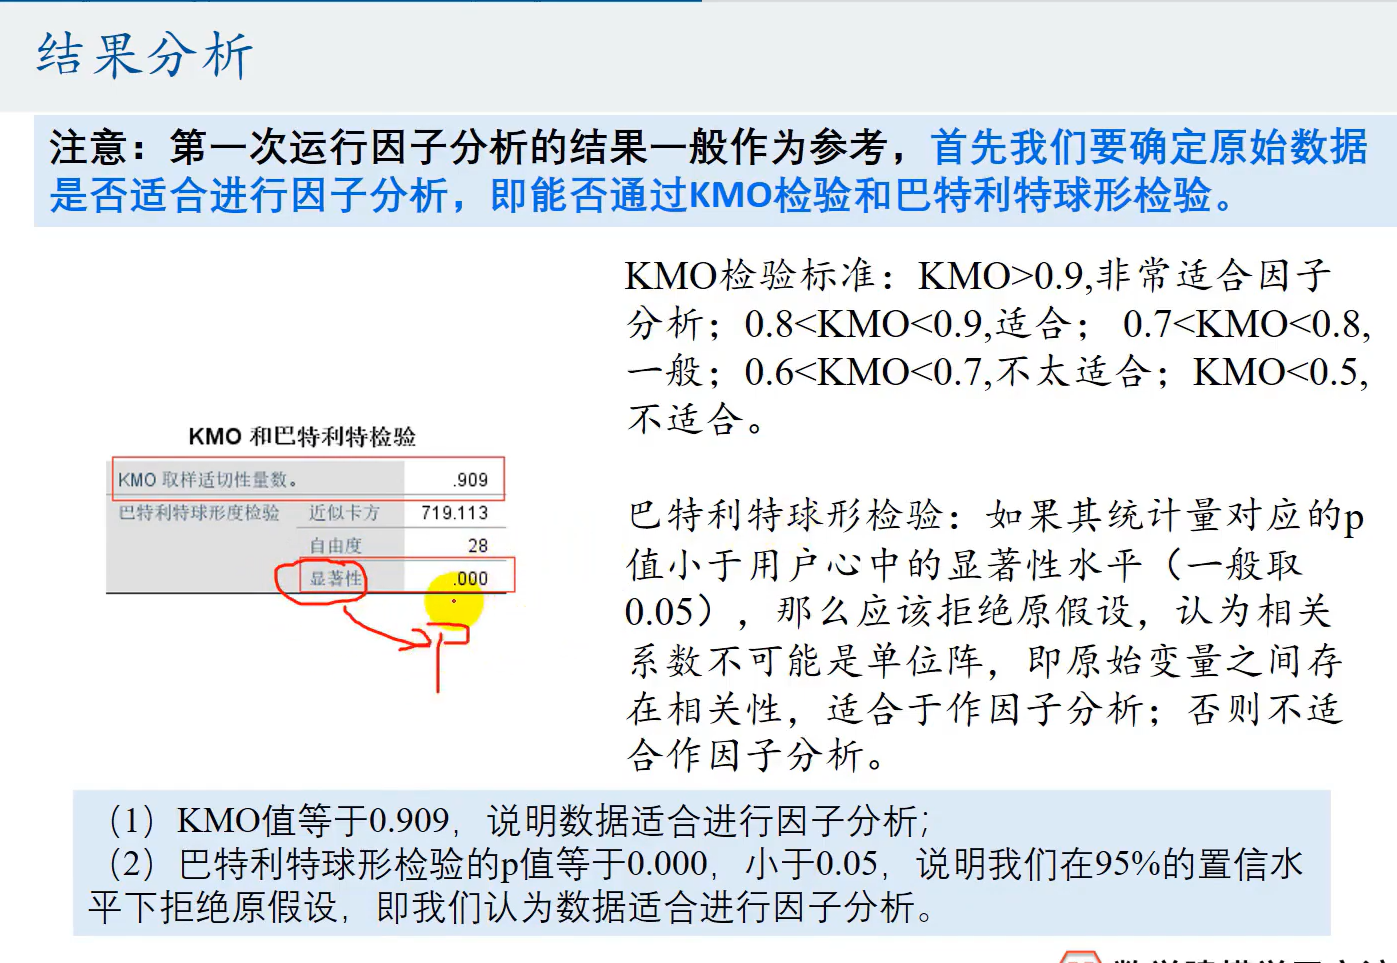 结果分析
注意：第一次运行因子分析的结果一般作为参考，首先我们要确定原始数据
是否适合进行因子分析，即能否通过KMO检验和巴特利特球形检验。
KMO检验标准：KMO>0.9,非常适合因子
分析；0.8<KMO<0.9,适合； 0.7<KMO<0.8,
一般；0.6<KMO<0.7,不太适合；KMO<0.5,
不适合。
KMO 和巴特利特检验
KMO 取样适切性量数。 .909
巴特利特球形度检验 近似卡方 719.113
自由度 28
显著性 .000
巴特利特球形检验：如果其统计量对应的p
值小于用户心中的显著性水平（一般取
0.05），那么应该拒绝原假设，认为相关
系数不可能是单位阵，即原始变量之间存
在相关性，适合于作因子分析；否则不适
合作因子分析。
（1）KMO值等于0.909，说明数据适合进行因子分析；
（2）巴特利特球形检验的p值等于0.000，小于0.05，说明我们在95%的置信水
平下拒绝原假设，即我们认为数据适合进行因子分析。